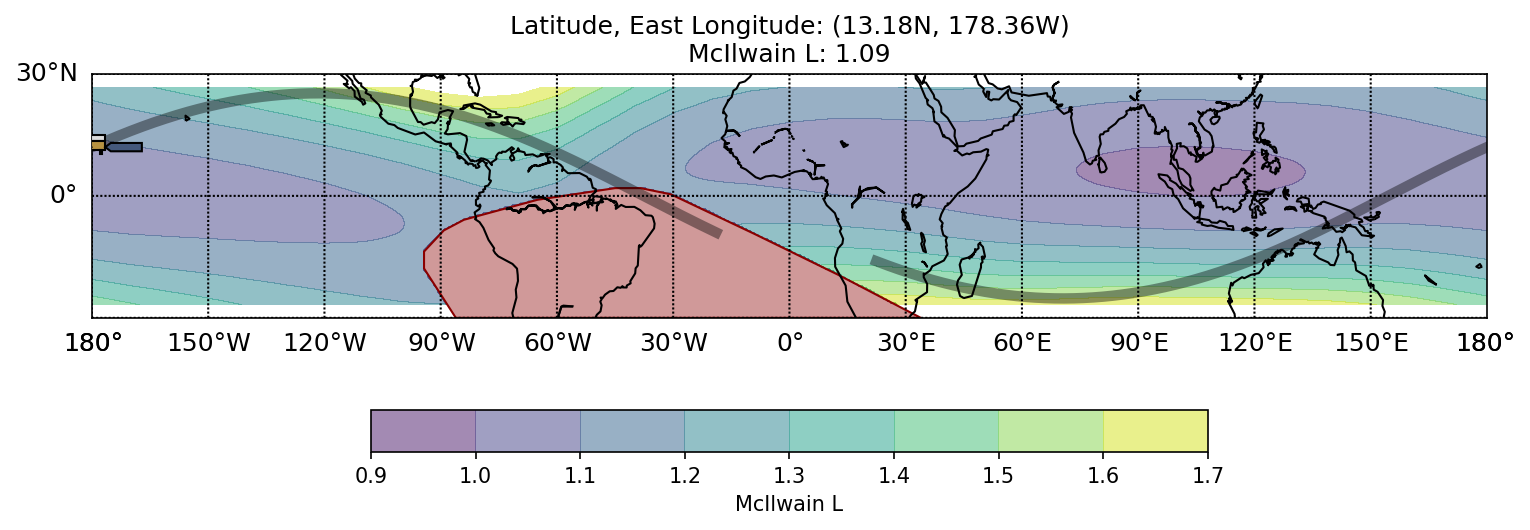 Latitude, East Longitude: (13.18N, 178.36W)
McIlwain L: 1.09
30°N
0°
180° 150°W 120°W 90°W 60°W 30°W 0° 30°E 60°E 90°E 120°E 150°E 180°
0.9 1.0 1.1 1.2 1.3 1.4 1.5 1.6 1.7
McIlwain L